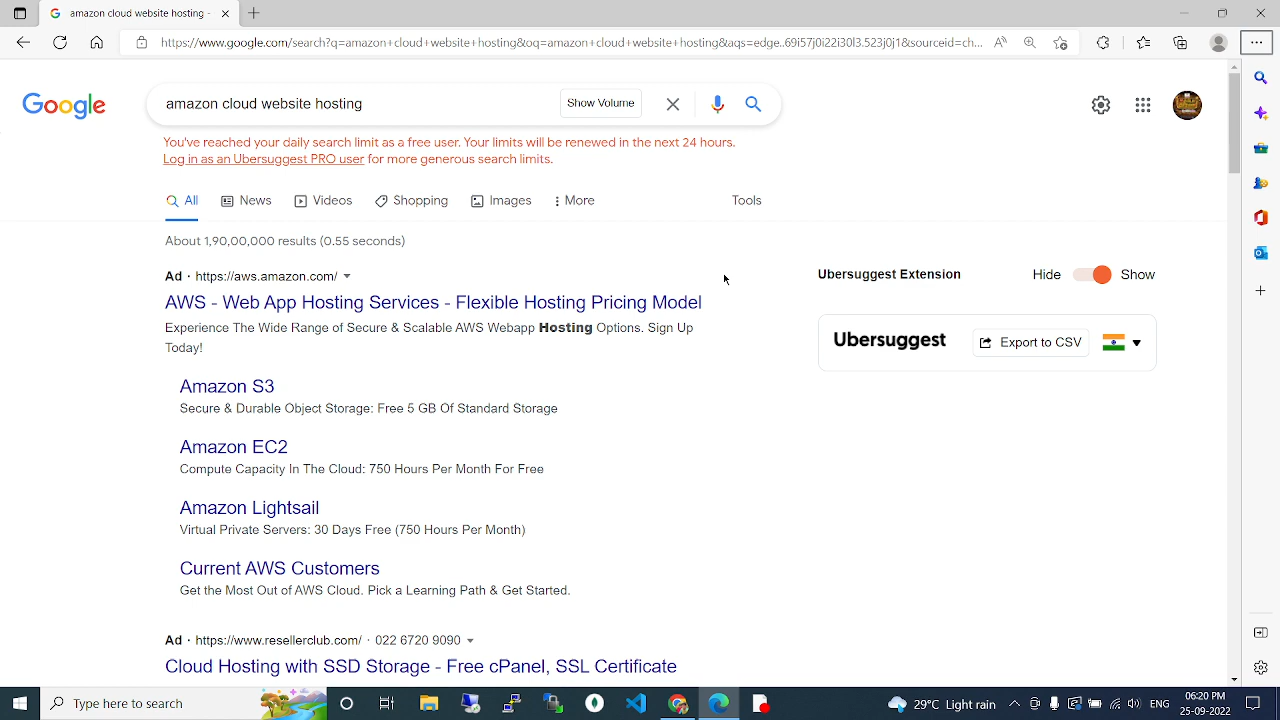 amazon cloud website hosting -
https://www.google.com/search?q=amazon+cloud+website+hosting&oq=amazon+cloud+website+hosting&aqs=edge..69i57j0i22i30l3.523j0j1&sourceid=ch...
Google
amazon cloud website hosting
Show Volume
You've reached your daily search limit as a free user. Your limits will be renewed in the next 24 hours.
Log in as an Ubersuggest PRO user for more generous search limits.
All News Videos Shopping Images More Tools
About 1,90,00,000 results (0.55 seconds)
Ad · https://aws.amazon.com/
AWS - Web App Hosting Services - Flexible Hosting Pricing Model
Experience The Wide Range of Secure & Scalable AWS Webapp Hosting Options. Sign Up
Today!
Ubersuggest Extension Hide Show
Ubersuggest Export to CSV
Amazon S3
Secure & Durable Object Storage: Free 5 GB Of Standard Storage
Amazon EC2
Compute Capacity In The Cloud: 750 Hours Per Month For Free
Amazon Lightsail
Virtual Private Servers: 30 Days Free (750 Hours Per Month)
Current AWS Customers
Get the Most Out of AWS Cloud. Pick a Learning Path & Get Started.
Ad · https://www.resellerclub.com/ · 022 6720 9090
Cloud Hosting with SSD Storage - Free cPanel, SSL Certificate
Type here to search
29°C Light rain
ENG
06:20 PM
25-09-2022